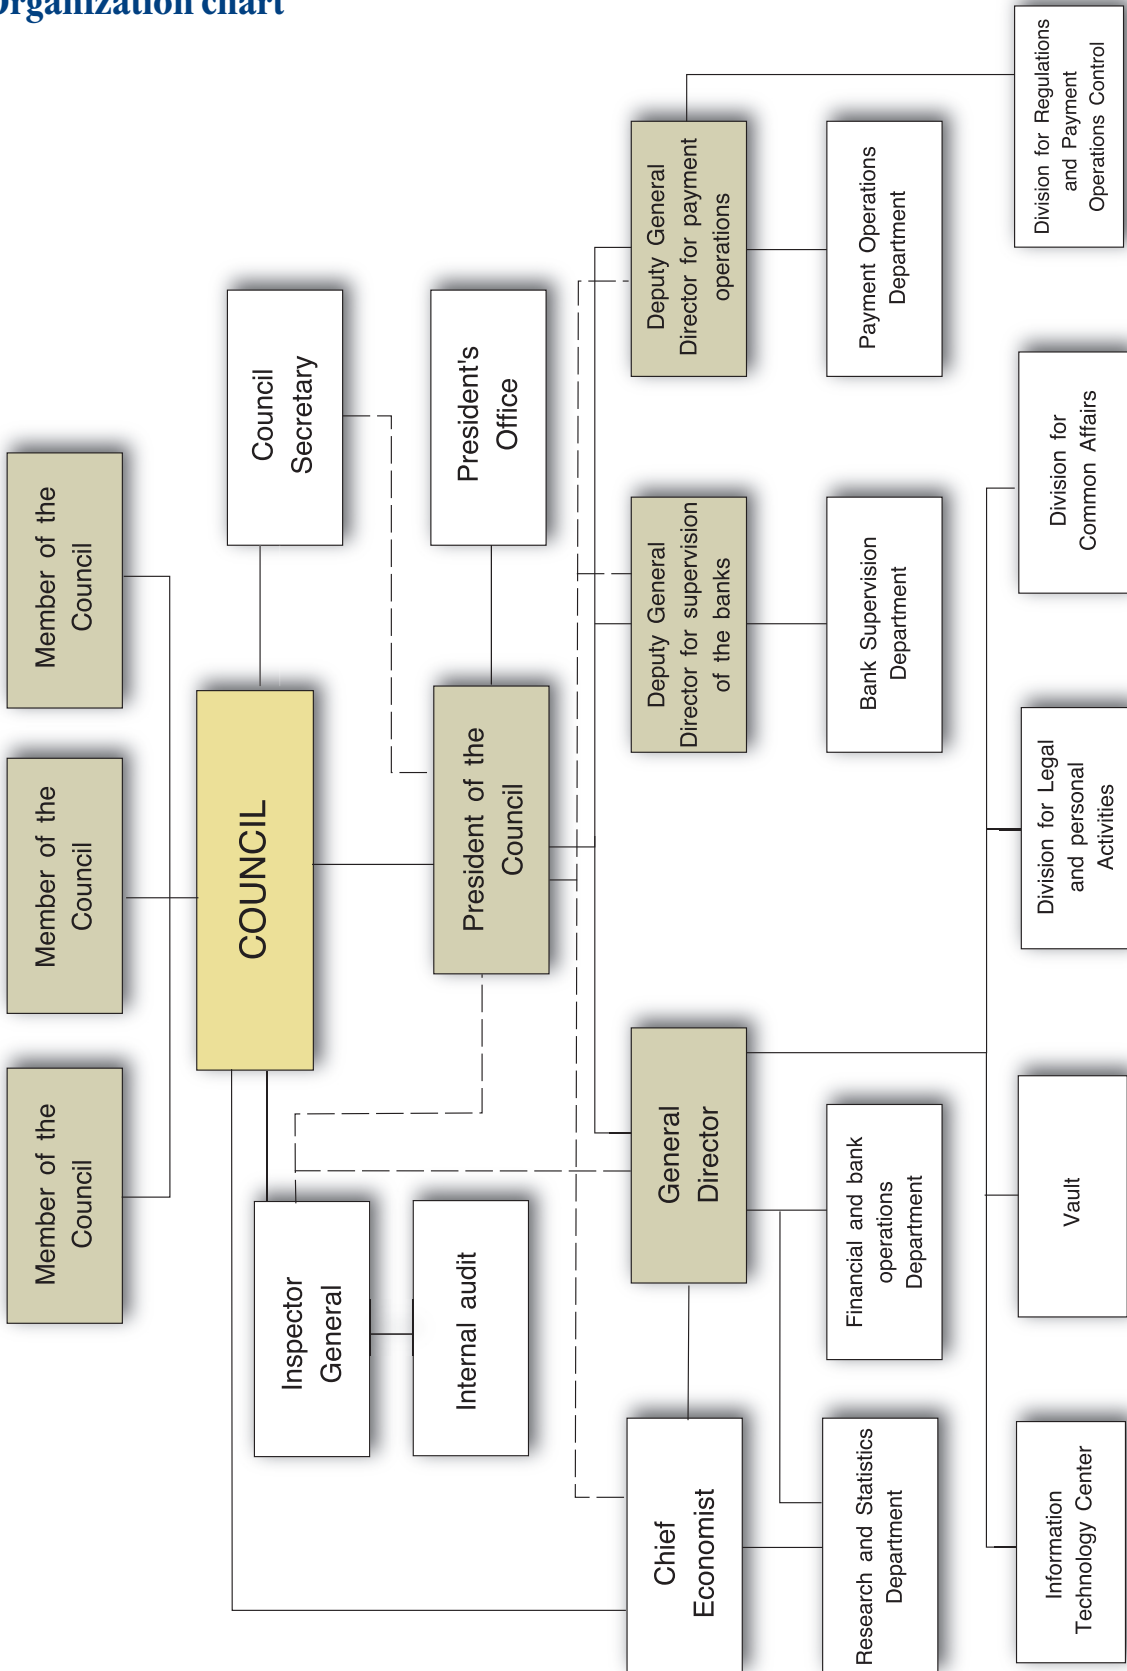 Organization chart
Member of the
Council
Member of the
Council
Member of the
Council
COUNCIL
Council
Secretary
Inspector
General
Internal audit
President of the
Council
President's
Office
Chief
Economist
General
Director
Deputy General
Director for supervision
of the banks
Deputy General
Director for payment
operations
Research and Statistics
Department
Financial and bank
operations
Department
Bank Supervision
Department
Payment Operations
Department
Information
Technology Center
Vault
Division for Legal
and personal
Activities
Division for
Common Affairs
Division for Regulations
and Payment
Operations Control